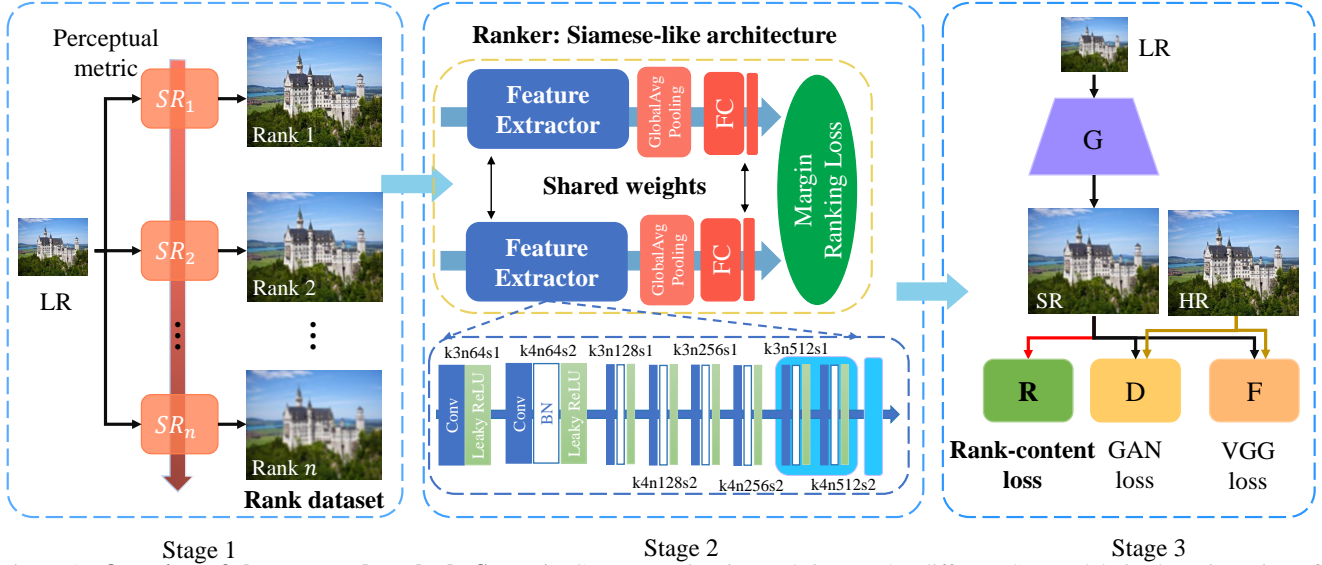 Perceptual
metric
SR₁
Rank 1
LR
SR₂
Rank 2
SRₙ
Rank n
Rank dataset
Stage 1
Ranker: Siamese-like architecture
Feature
Extractor
GlobalAvg
Pooling
FC
Shared weights
Feature
Extractor
GlobalAvg
Pooling
FC
Margin
Ranking Loss
k3n64s1
k4n64s2
k3n128s1
k3n256s1
k3n512s1
Conv
Leaky ReLU
Conv
BN
Leaky ReLU
k4n128s2
k4n256s2
k4n512s2
Stage 2
LR
G
SR
HR
R
D
F
Rank-content
loss
GAN
loss
VGG
loss
Stage 3